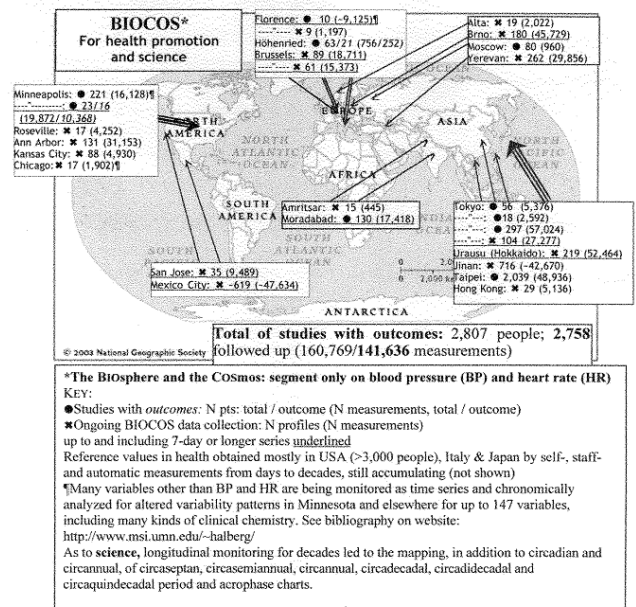 BIOCOS*
For health promotion
and science
Florence: ● 10 (~9,125)¶
----"----- ✖ 9 (1,197)
Höhenried: ● 63/21 (756/252)
Brussels: ✖ 89 (18,711)
----"---- ✖ 61 (15,373)
Alta: ✖ 19 (2,022)
Brno: ✖ 180 (45,729)
Moscow: ● 80 (960)
Yerevan: ✖ 262 (29,856)
Minneapolis: ● 221 (16,128)¶
----"----------: ● 23/16
(19,872/10,368)
Roseville: ✖ 17 (4,252)
Ann Arbor: ✖ 131 (31,153)
Kansas City: ✖ 88 (4,930)
Chicago: ✖ 17 (1,902)¶
NORTH
AMERICA
EUROPE
ASIA
NORTH
ATLANTIC
OCEAN
AFRICA
SOUTH
AMERICA
SOUTH
ATLANTIC
OCEAN
Amritsar: ✖ 15 (445)
Moradabad: ● 130 (17,418)
Tokyo: ● 56 (5,376)
----"---: ● 18 (2,592)
----"---: ● 297 (57,024)
----"---: ✖ 104 (27,277)
Urausu (Hokkaido): ✖ 219 (52,464)
Jinan: ✖ 716 (~42,670)
Taipei: ● 2,039 (48,936)
Hong Kong: ✖ 29 (5,136)
San Jose: ✖ 35 (9,489)
Mexico City: ✖ ~619 (~47,634)
ANTARCTICA
© 2003 National Geographic Society
Total of studies with outcomes: 2,807 people; 2,758
followed up (160,769/141,636 measurements)
*The BIOsphere and the COSmos: segment only on blood pressure (BP) and heart rate (HR)
KEY:
●Studies with outcomes: N pts: total / outcome (N measurements, total / outcome)
✖Ongoing BIOCOS data collection: N profiles (N measurements)
up to and including 7-day or longer series underlined
Reference values in health obtained mostly in USA (>3,000 people), Italy & Japan by self-, staff-
and automatic measurements from days to decades, still accumulating (not shown)
¶Many variables other than BP and HR are being monitored as time series and chronomically
analyzed for altered variability patterns in Minnesota and elsewhere for up to 147 variables,
including many kinds of clinical chemistry. See bibliography on website:
http://www.msi.umn.edu/~halberg/
As to science, longitudinal monitoring for decades led to the mapping, in addition to circadian and
circannual, of circaseptan, circasemiannual, circannual, circadecadal, circadidecadal and
circaquindecadal period and acrophase charts.